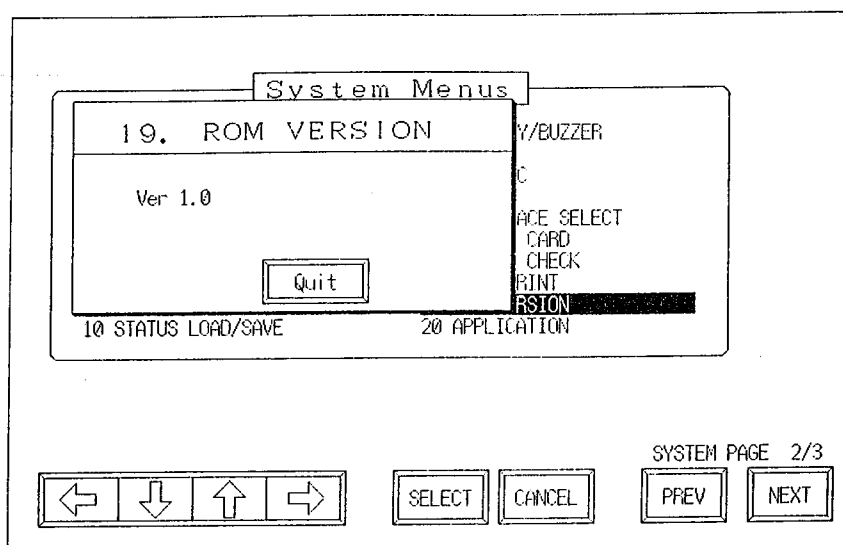 System Menus
19. ROM VERSION
Ver 1.0
Quit
Y/BUZZER
C
ACE SELECT
CARD
CHECK
RINT
RSION
10 STATUS LOAD/SAVE
20 APPLICATION
SYSTEM PAGE 2/3
SELECT
CANCEL
PREV
NEXT